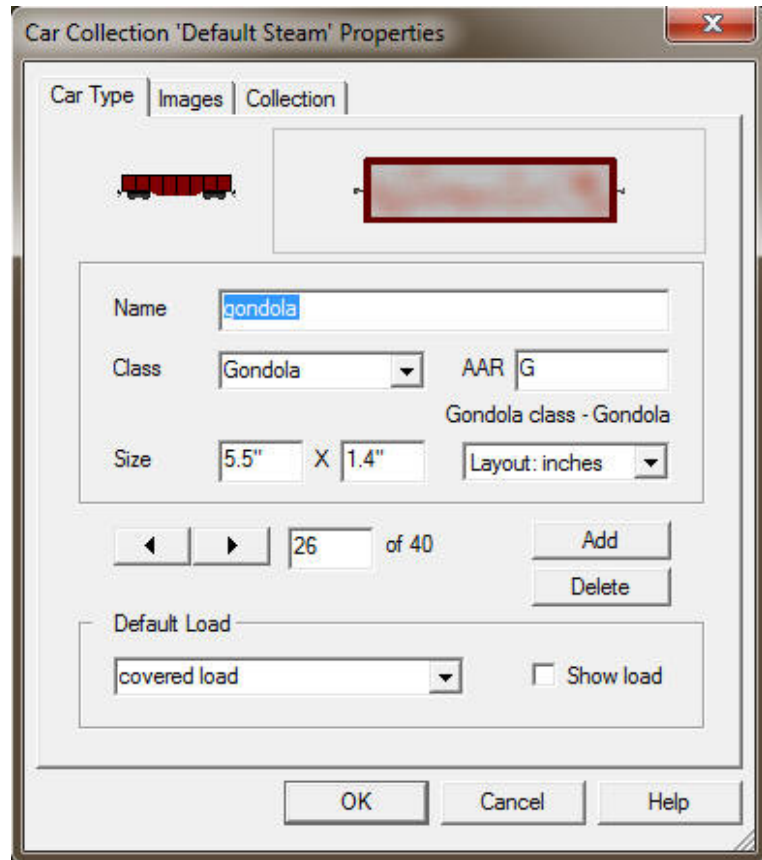 Car Collection 'Default Steam' Properties
Car Type Images Collection
Name gondola
Class Gondola AAR G
Gondola class - Gondola
Size 5.5" X 1.4" Layout: inches
26 of 40 Add
Delete
Default Load
covered load Show load
OK Cancel Help